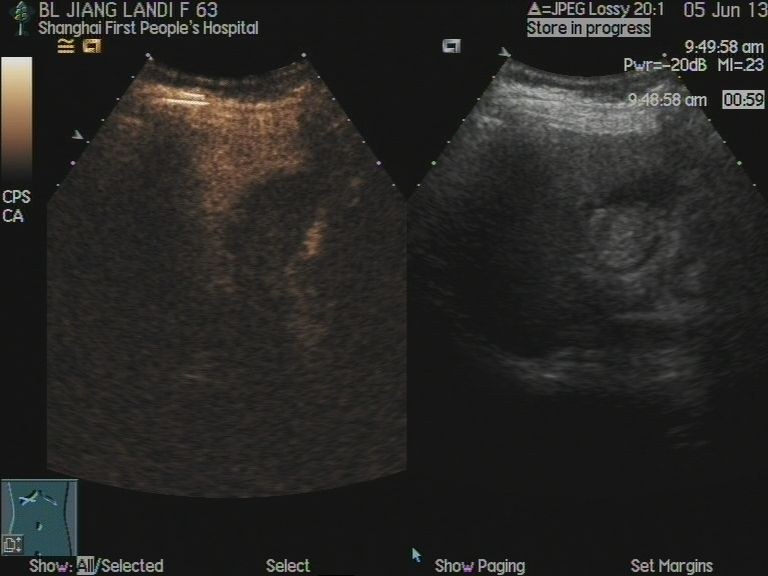 BL JIANG LANDI F 63
Shanghai First People's Hospital
▲=JPEG Lossy 20:1 05 Jun 13
Store in progress
9:49:58 am
Pwr=-20dB MI=.23
9:48:58 am 00:59
CPS
CA
Show: All/Selected Select Show Paging Set Margins